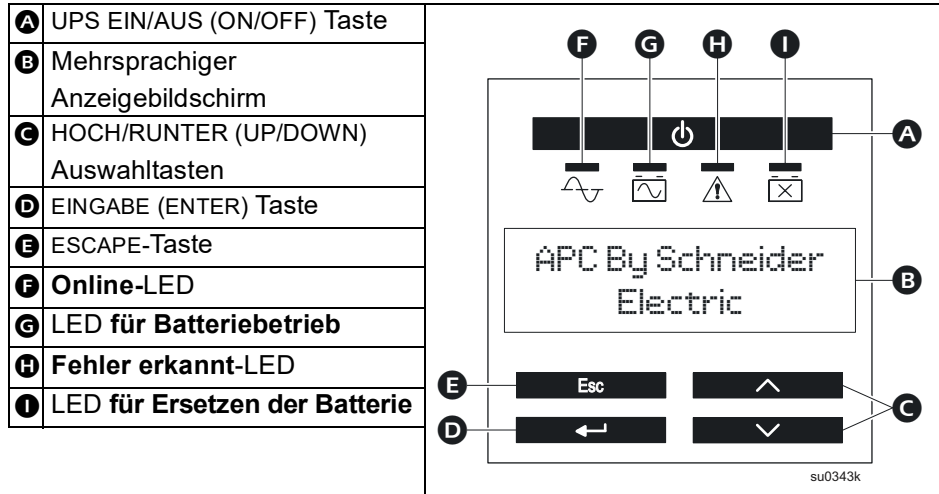 A UPS EIN/AUS (ON/OFF) Taste
B Mehrsprachiger
Anzeigebildschirm
C HOCH/RUNTER (UP/DOWN)
Auswahltasten
D EINGABE (ENTER) Taste
E ESCAPE-Taste
F Online-LED
G LED für Batteriebetrieb
H Fehler erkannt-LED
I LED für Ersetzen der Batterie
F G H I
A
APC By Schneider
Electric
B
E Esc
C
D
su0343k